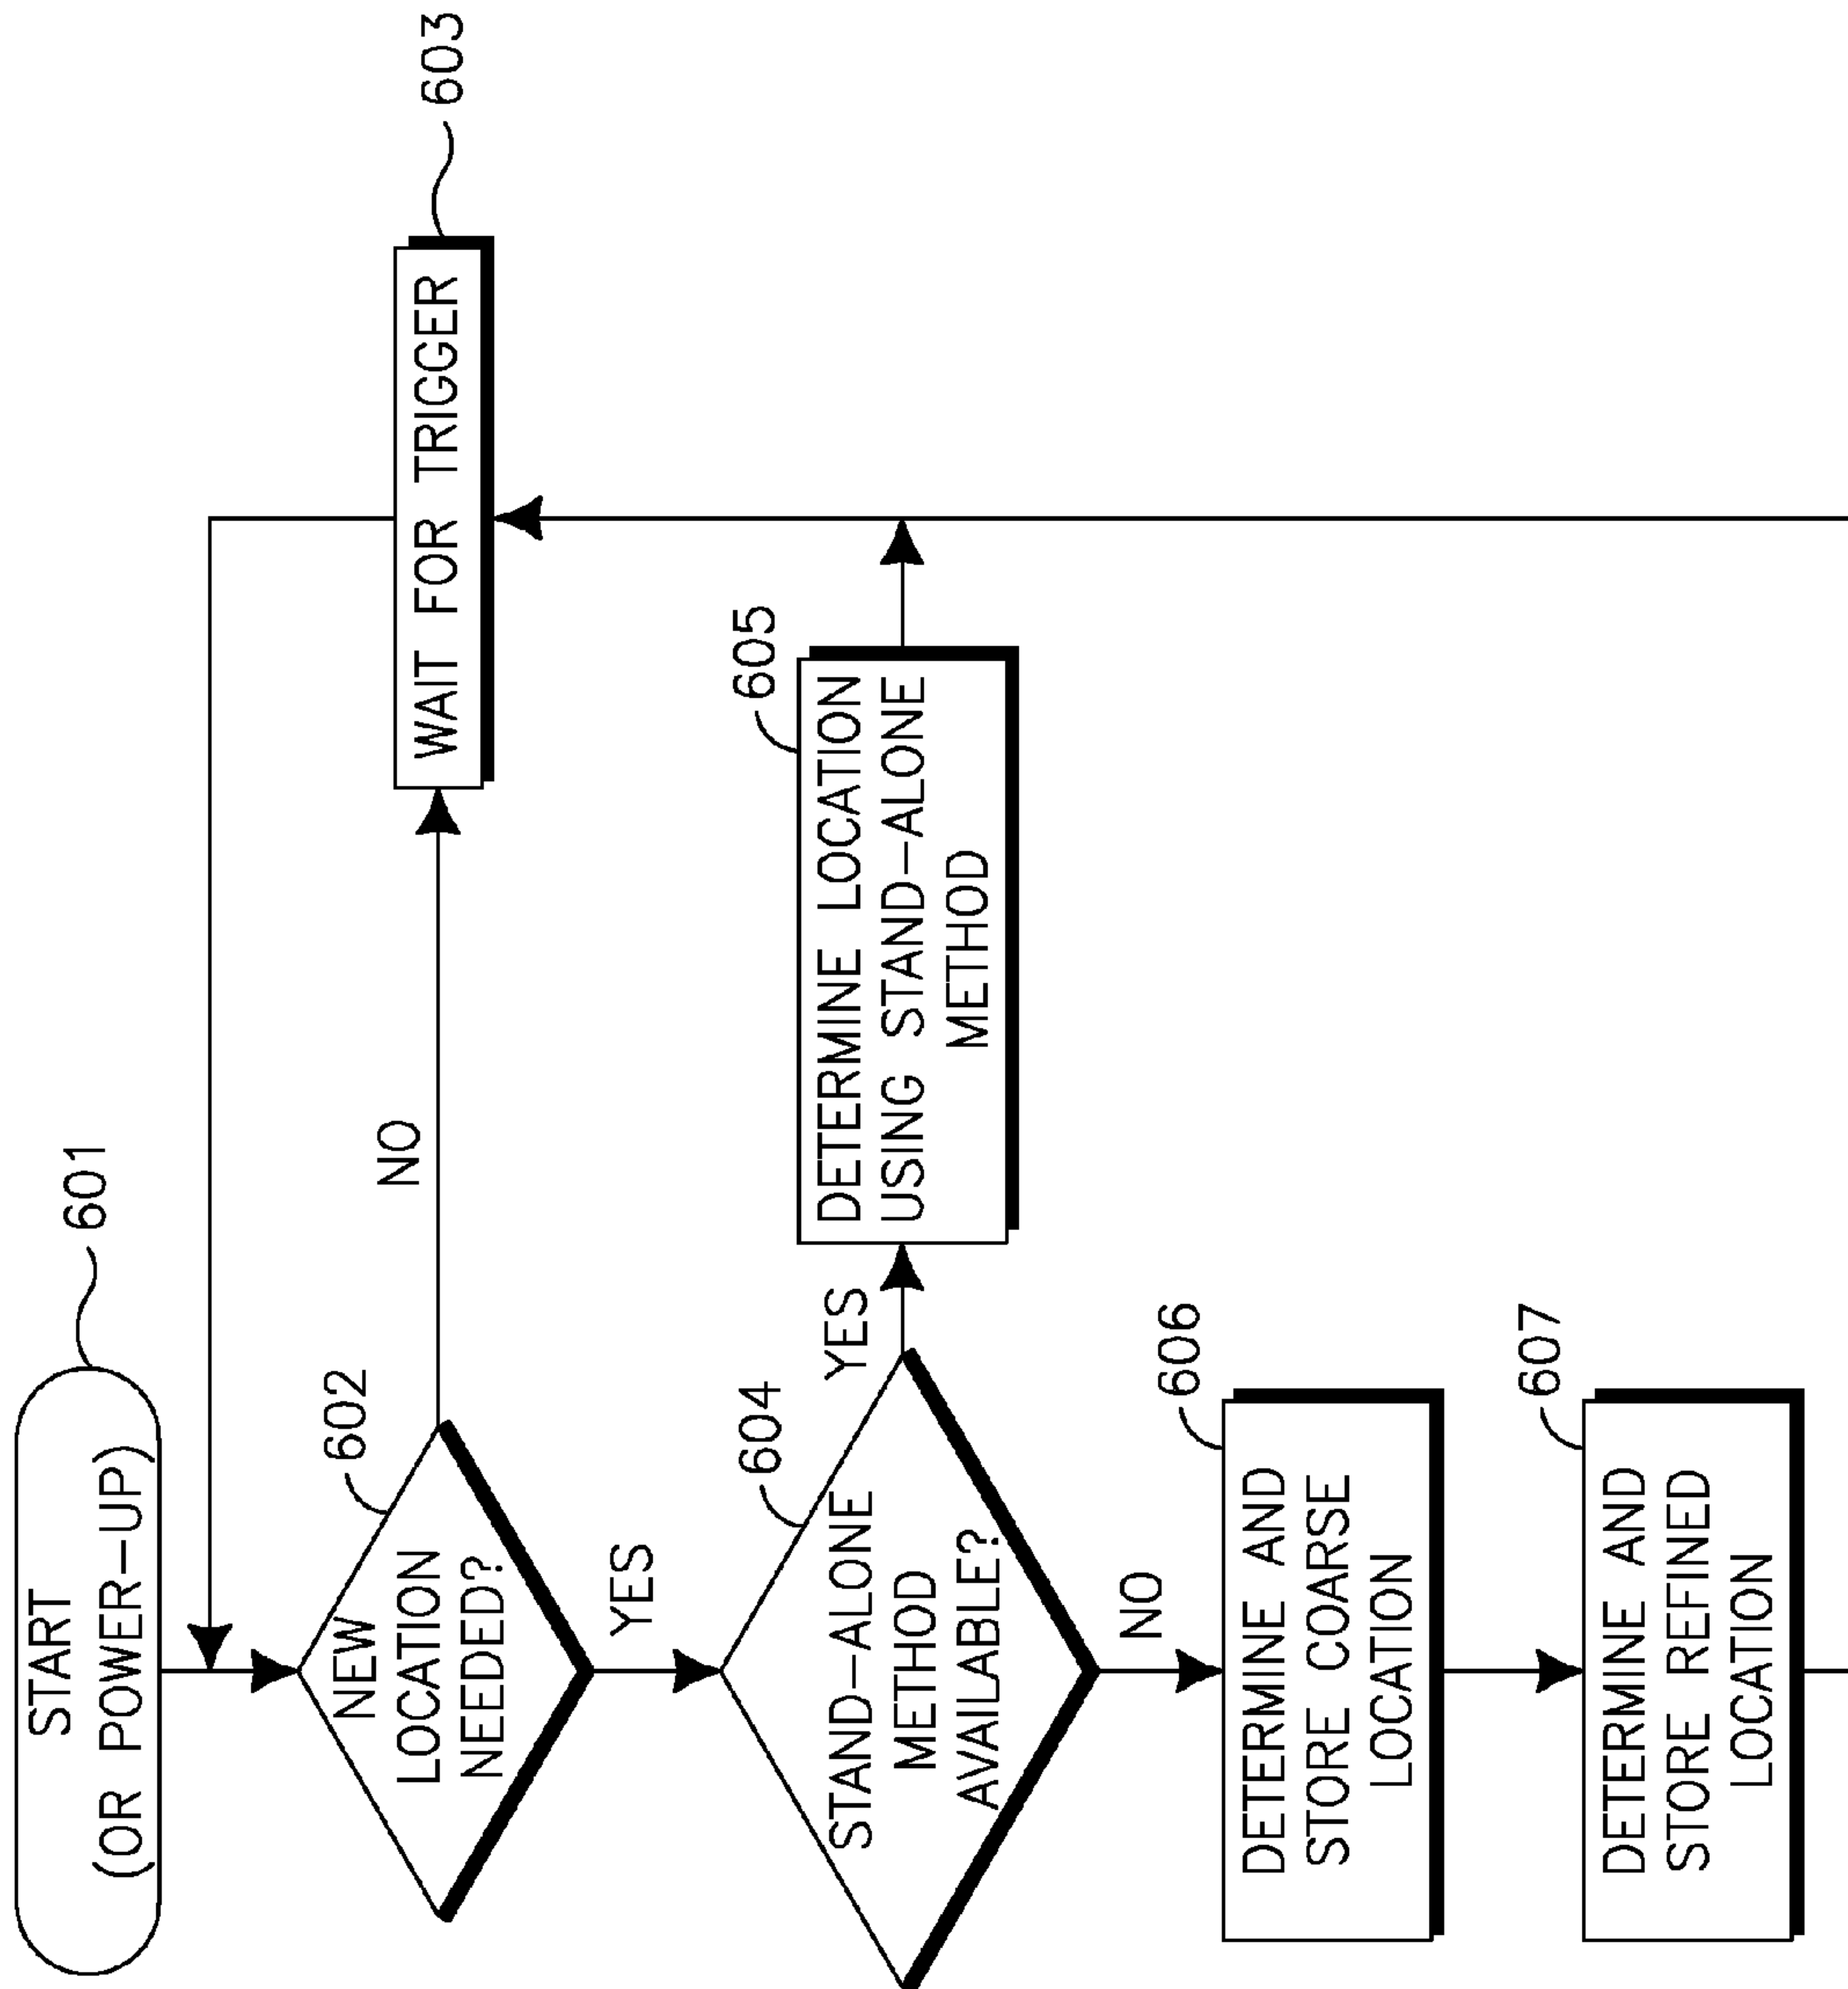 START
(OR POWER-UP)
601
NEW
LOCATION
NEEDED?
602
NO
WAIT FOR TRIGGER
603
YES
STAND-ALONE
METHOD
AVAILABLE?
604
YES
DETERMINE LOCATION
USING STAND-ALONE
METHOD
605
NO
DETERMINE AND
STORE COARSE
LOCATION
606
DETERMINE AND
STORE REFINED
LOCATION
607